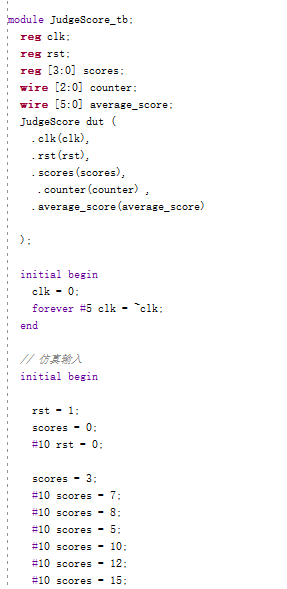 module JudgeScore_tb;
reg clk;
reg rst;
reg [3:0] scores;
wire [2:0] counter;
wire [5:0] average_score;
JudgeScore dut (
.clk(clk),
.rst(rst),
.scores(scores),
.counter(counter) ,
.average_score(average_score)
);
initial begin
clk = 0;
forever #5 clk = ~clk;
end
// 仿真输入
initial begin
rst = 1;
scores = 0;
#10 rst = 0;
scores = 3;
#10 scores = 7;
#10 scores = 8;
#10 scores = 5;
#10 scores = 10;
#10 scores = 12;
#10 scores = 15;